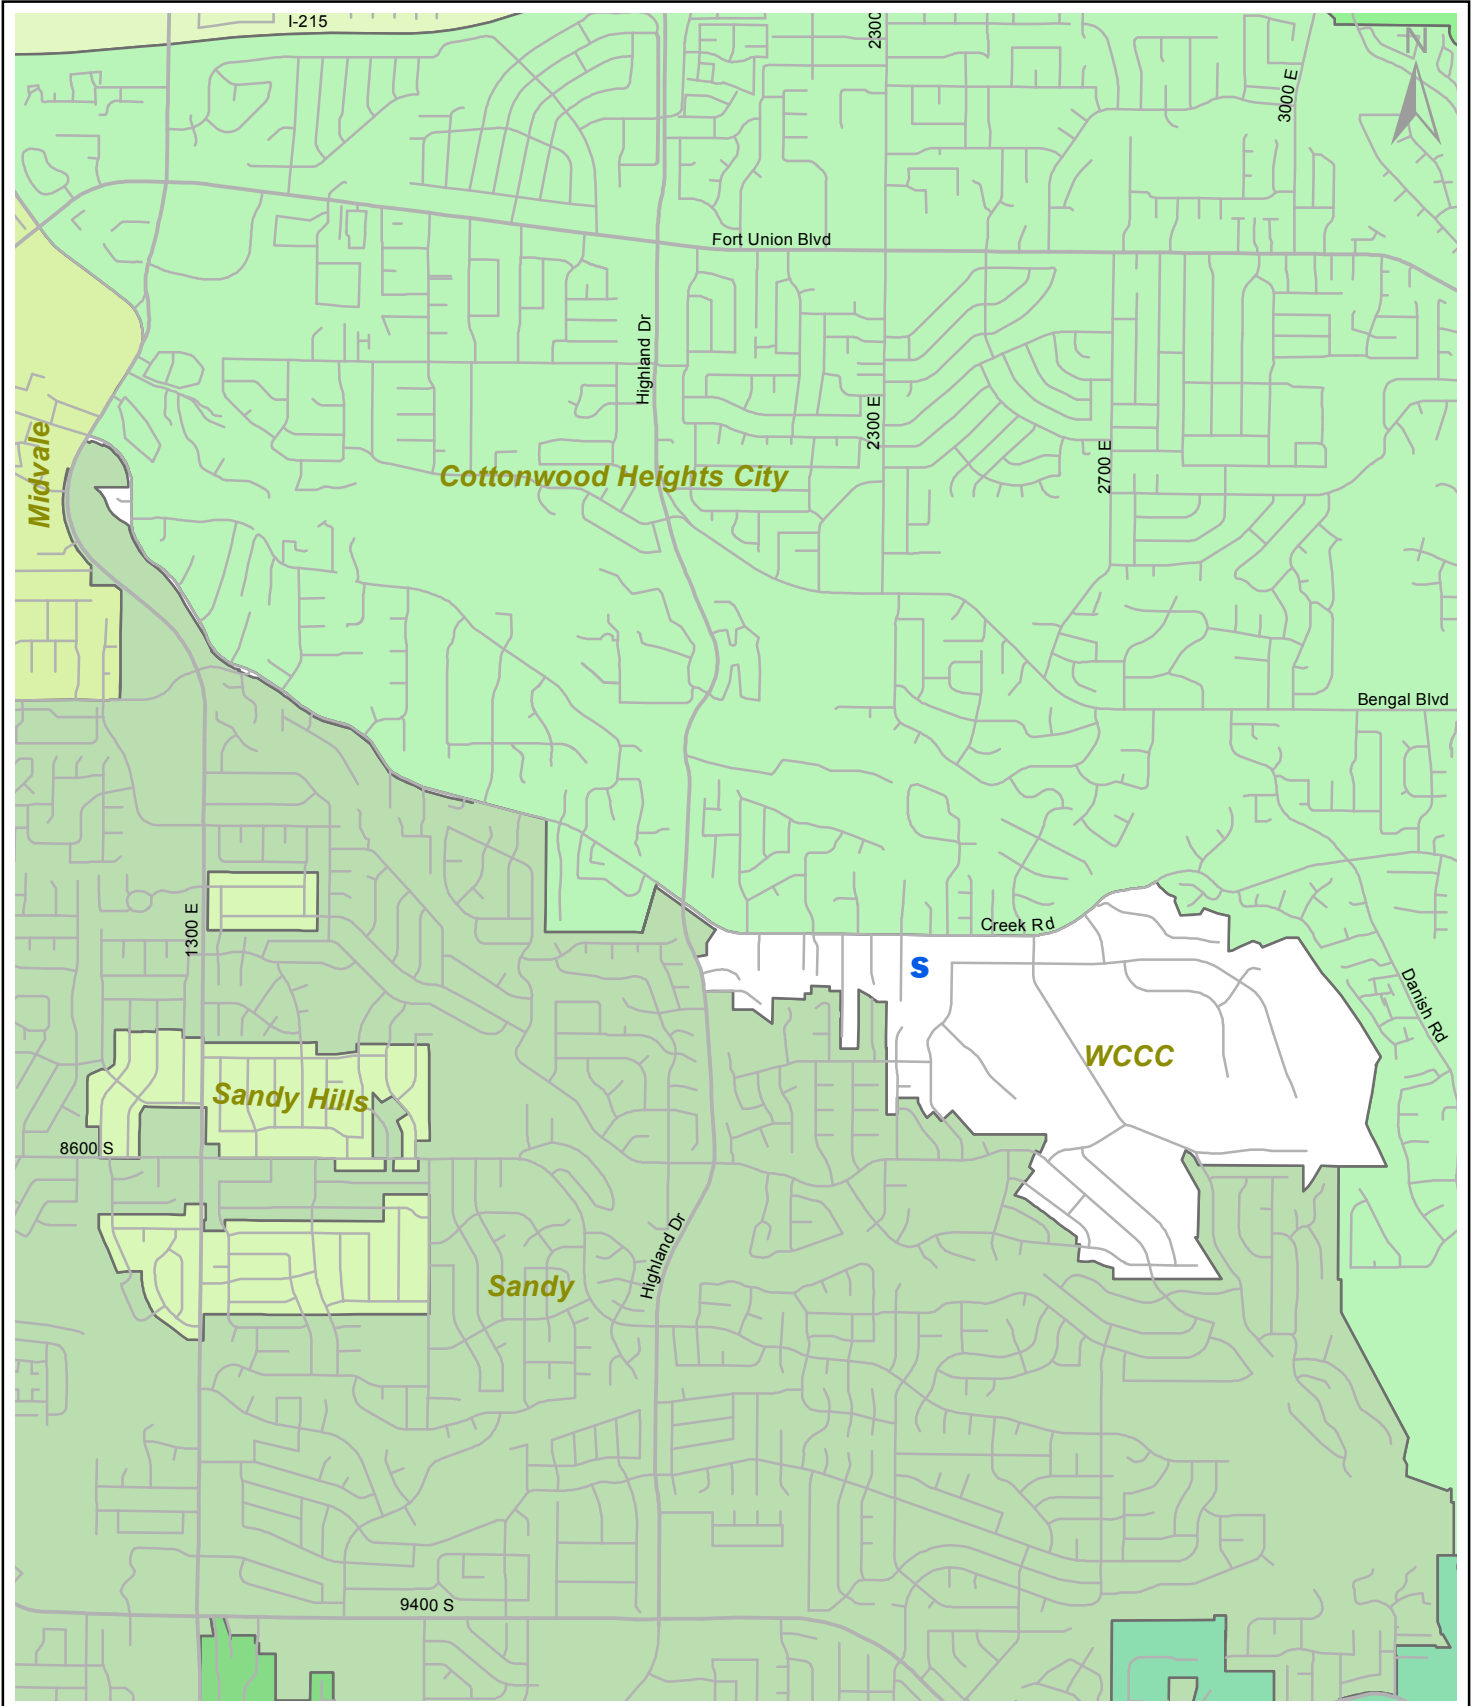 I-215
2300
N
3000 E
Fort Union Blvd
Highland Dr
2300 E
Midvale
Cottonwood Heights City
2700 E
Bengal Blvd
1300 E
Creek Rd
S
Danish Rd
WCCC
Sandy Hills
8600 S
Highland Dr
Sandy
9400 S